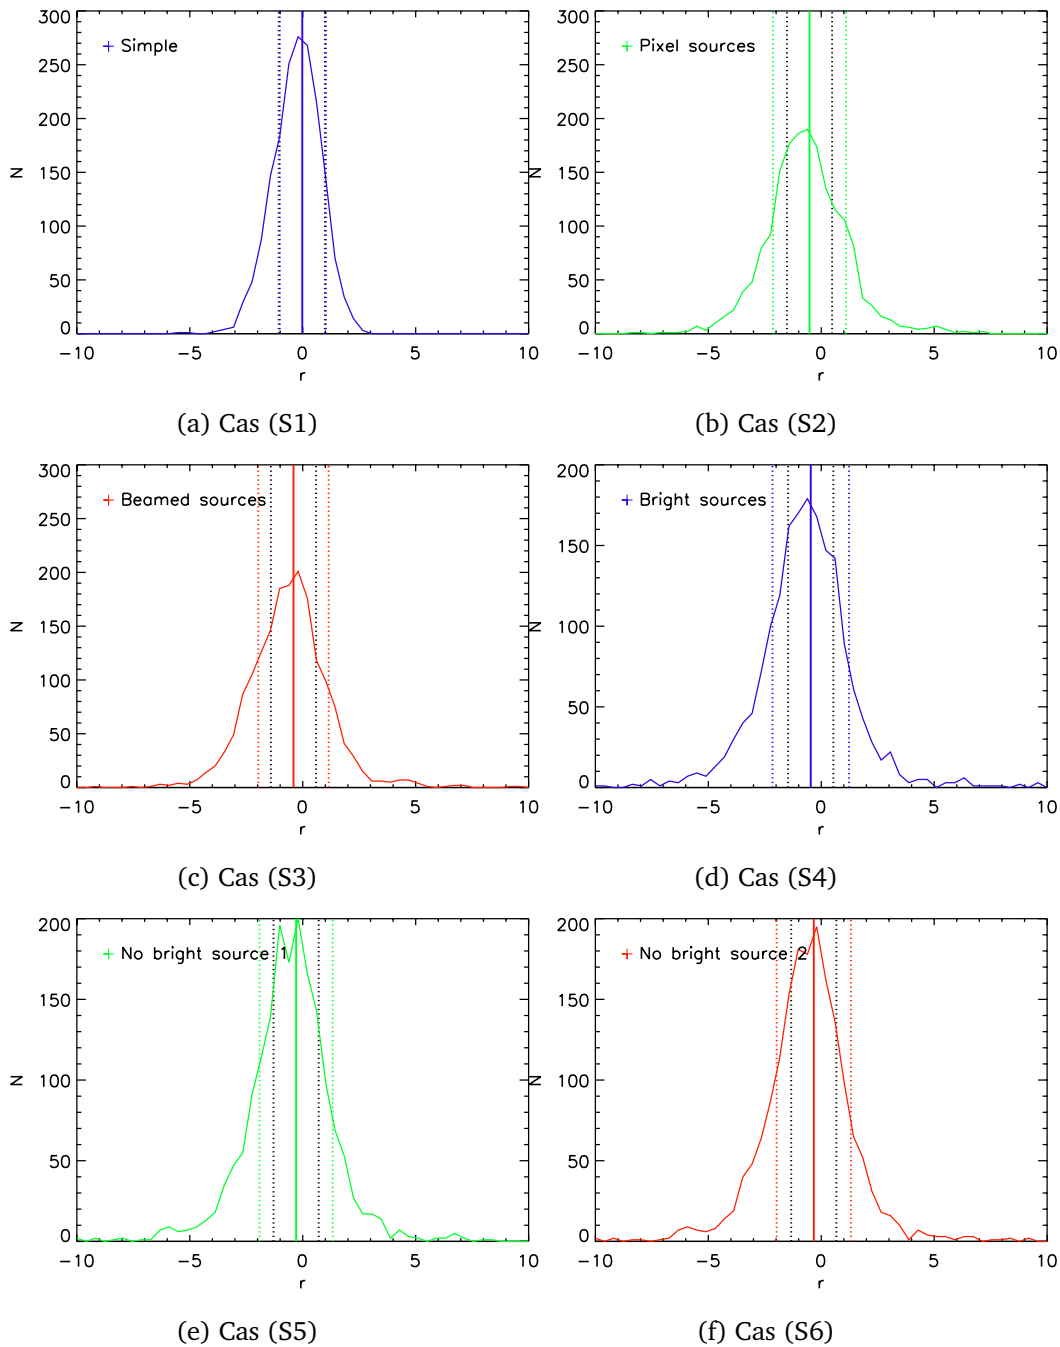 300
250
200
150
100
50
0
N
+ Simple
−10 −5 0 5 10
r
(a) Cas (S1)
300
250
200
150
100
50
0
N
+ Pixel sources
−10 −5 0 5 10
r
(b) Cas (S2)
300
250
200
150
100
50
0
N
+ Beamed sources
−10 −5 0 5 10
r
(c) Cas (S3)
200
150
100
50
0
N
+ Bright sources
−10 −5 0 5 10
r
(d) Cas (S4)
200
150
100
50
0
N
+ No bright source 1
−10 −5 0 5 10
r
(e) Cas (S5)
200
150
100
50
0
N
+ No bright source 2
−10 −5 0 5 10
r
(f) Cas (S6)